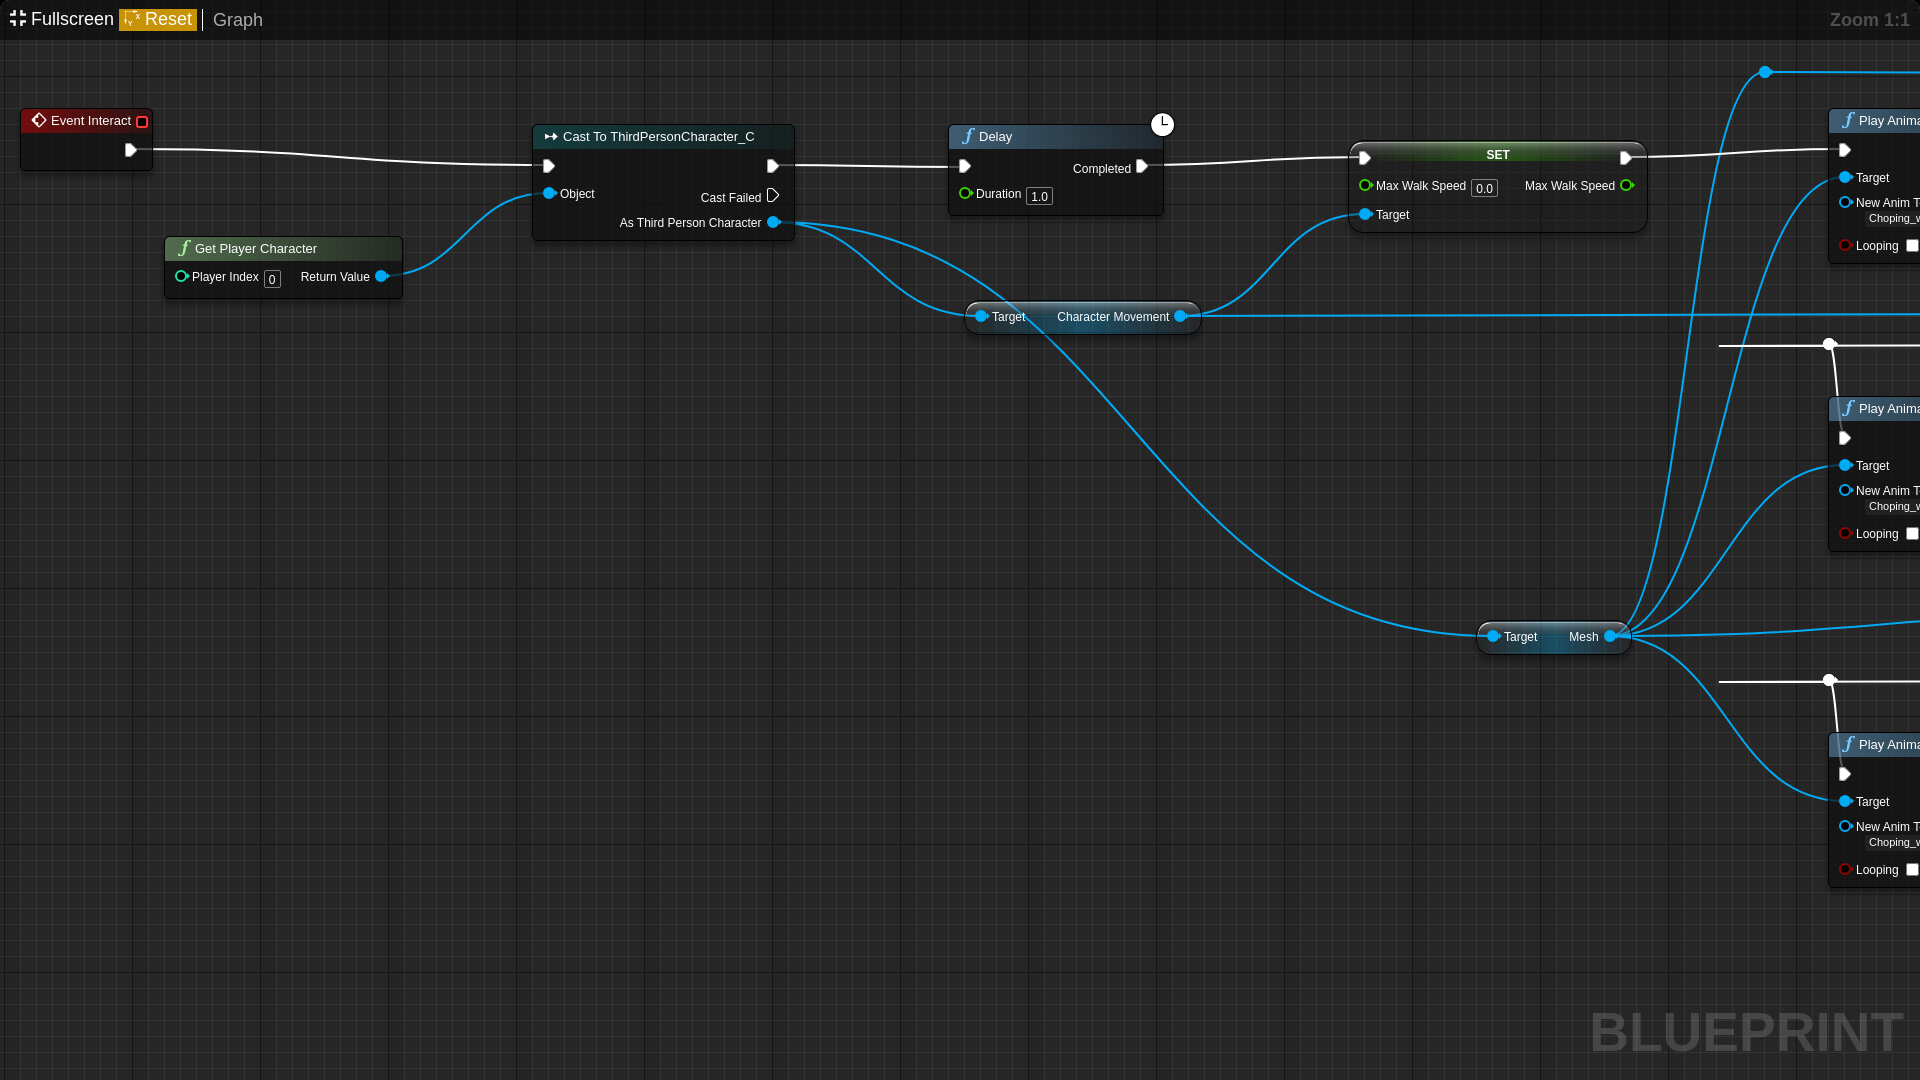 Fullscreen Reset Graph
Zoom 1:1
Event Interact
Get Player Character
Player Index 0 Return Value
Cast To ThirdPersonCharacter_C
Object
Cast Failed
As Third Person Character
Delay
Completed
Duration 1.0
Target Character Movement
SET
Max Walk Speed 0.0 Max Walk Speed
Target
Target Mesh
Play Anima
Target
New Anim T
Choping_w
Looping
Play Anima
Target
New Anim T
Choping_w
Looping
Play Anima
Target
New Anim T
Choping_w
Looping
BLUEPRINT